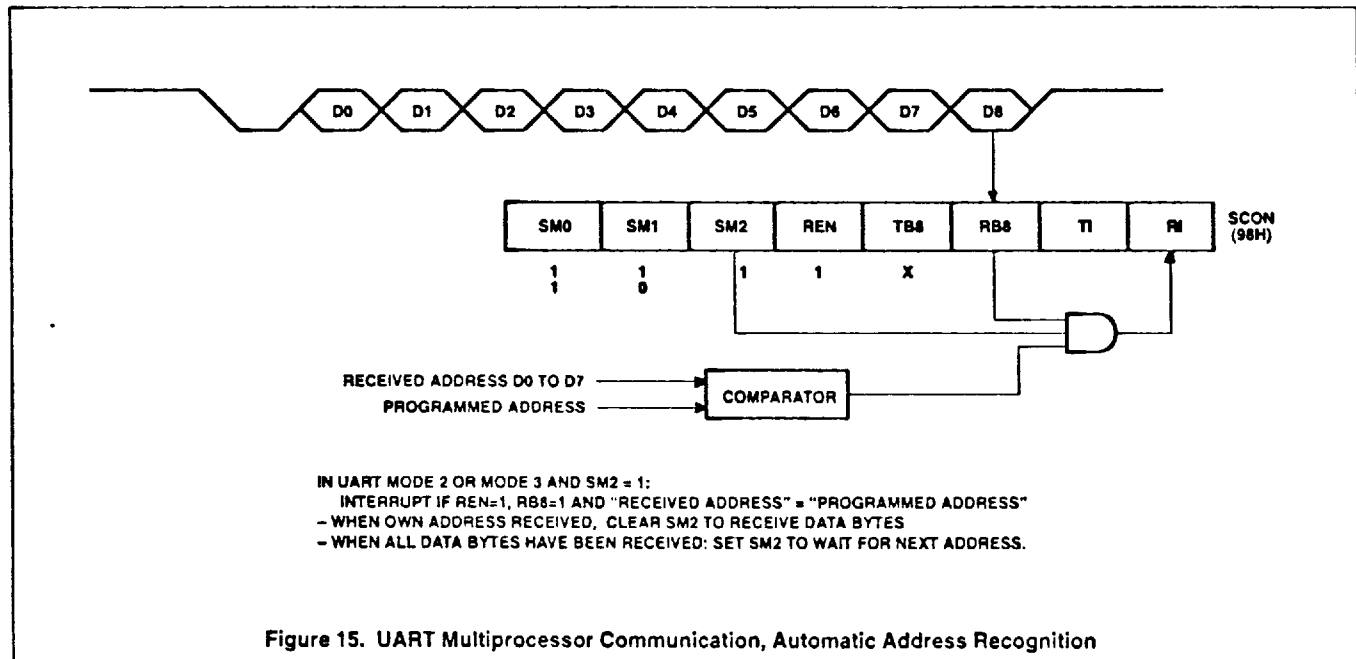 D0 D1 D2 D3 D4 D5 D6 D7 D8
SM0 SM1 SM2 REN TB8 RB8 TI RI SCON
(98H)
1 1 1 1 X
1 0
RECEIVED ADDRESS D0 TO D7
PROGRAMMED ADDRESS
COMPARATOR
IN UART MODE 2 OR MODE 3 AND SM2 = 1:
INTERRUPT IF REN=1, RB8=1 AND "RECEIVED ADDRESS" = "PROGRAMMED ADDRESS"
– WHEN OWN ADDRESS RECEIVED, CLEAR SM2 TO RECEIVE DATA BYTES
– WHEN ALL DATA BYTES HAVE BEEN RECEIVED: SET SM2 TO WAIT FOR NEXT ADDRESS.
Figure 15. UART Multiprocessor Communication, Automatic Address Recognition